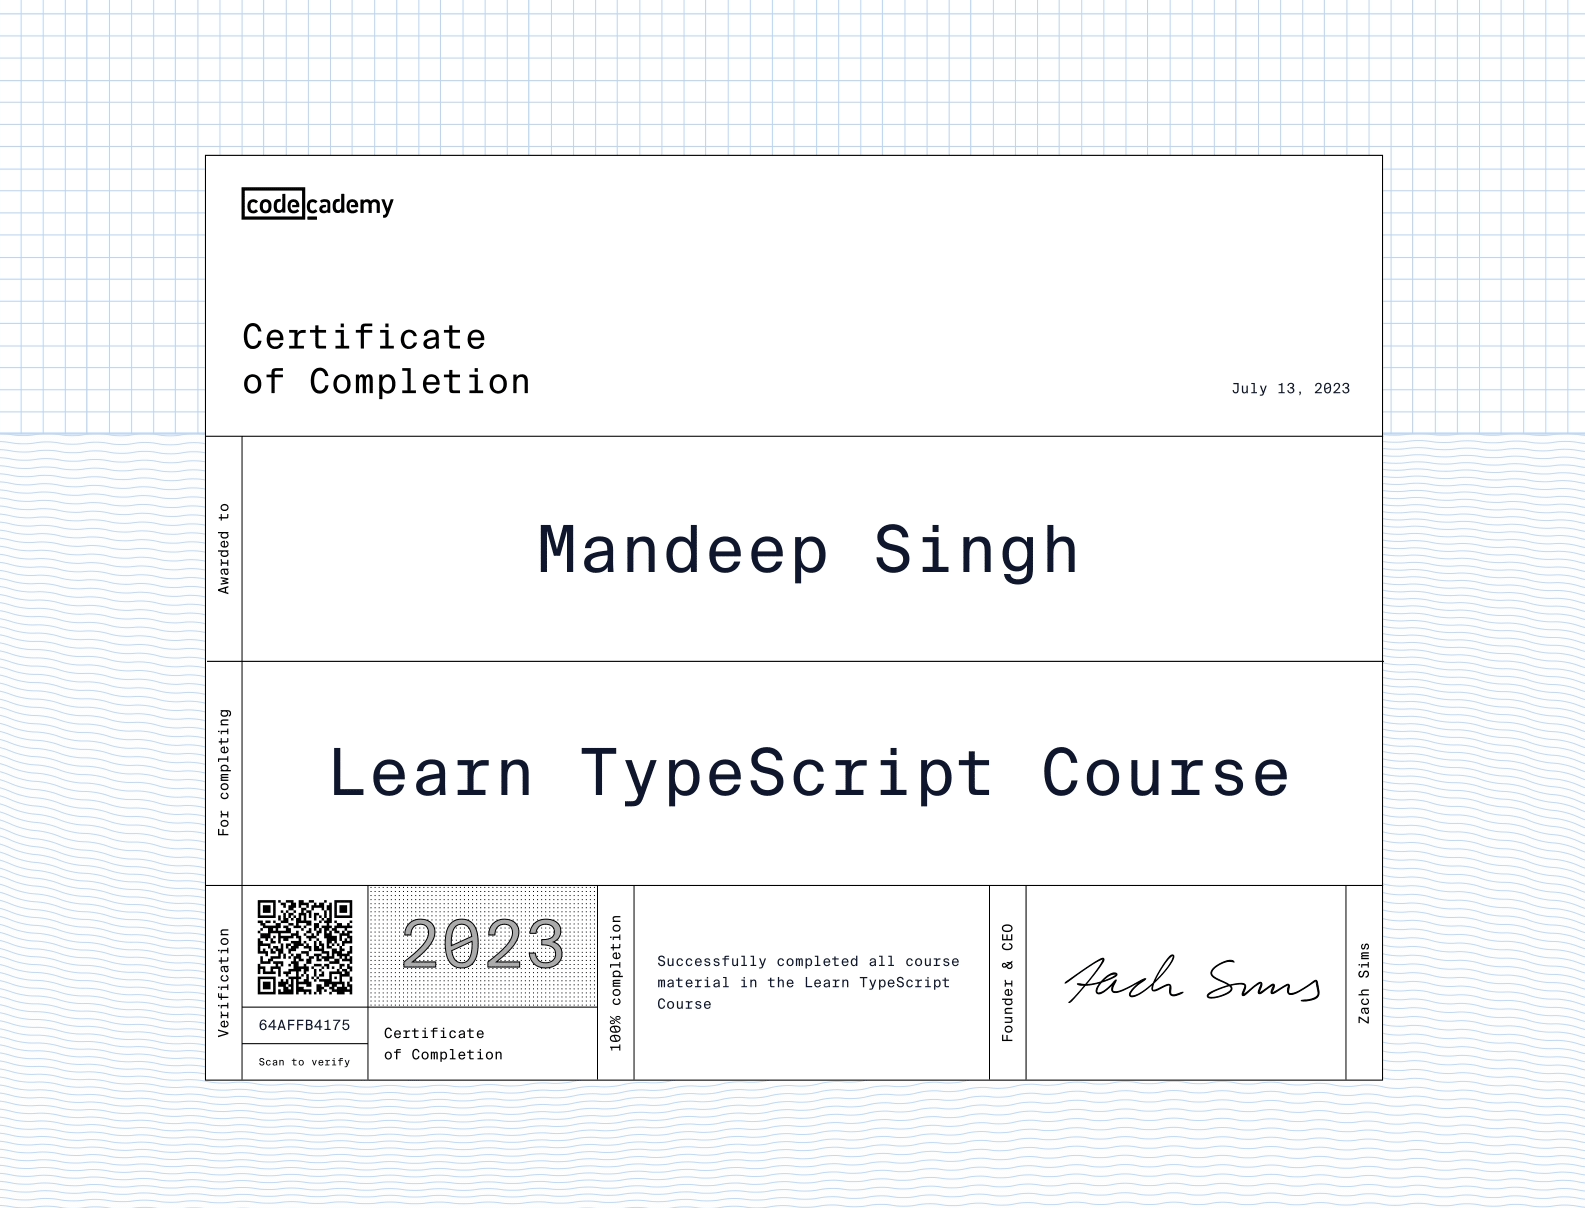 codecademy
Certificate
of Completion
July 13, 2023
Awarded to
Mandeep Singh
For completing
Learn TypeScript Course
Verification
64AFFB4175
Scan to verify
2023
Certificate
of Completion
100% completion
Successfully completed all course
material in the Learn TypeScript
Course
Founder & CEO
Zach Sims
Zach Sims